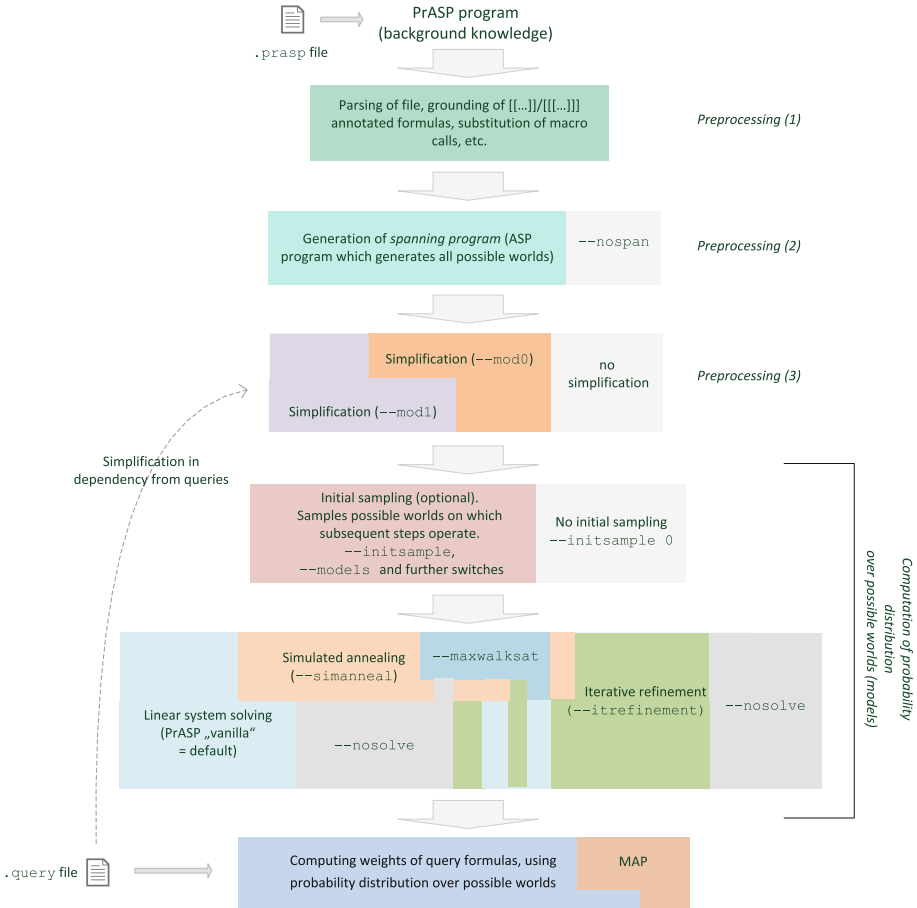 PrASP program
(background knowledge)
.prasp file
Parsing of file, grounding of [[...]]/[[[...]]]
annotated formulas, substitution of macro
calls, etc.
Preprocessing (1)
Generation of spanning program (ASP
program which generates all possible worlds)
--nospan
Preprocessing (2)
Simplification (--mod0)
no
simplification
Simplification (--mod1)
Preprocessing (3)
Simplification in
dependency from queries
Initial sampling (optional).
Samples possible worlds on which
subsequent steps operate.
--initsample,
--models and further switches
No initial sampling
--initsample 0
Computation of probability
distribution
over possible worlds (models)
Simulated annealing
(--simanneal)
--maxwalksat
Iterative refinement
(--itrefinement)
--nosolve
Linear system solving
(PrASP „vanilla“
= default)
--nosolve
.query file
Computing weights of query formulas, using
probability distribution over possible worlds
MAP